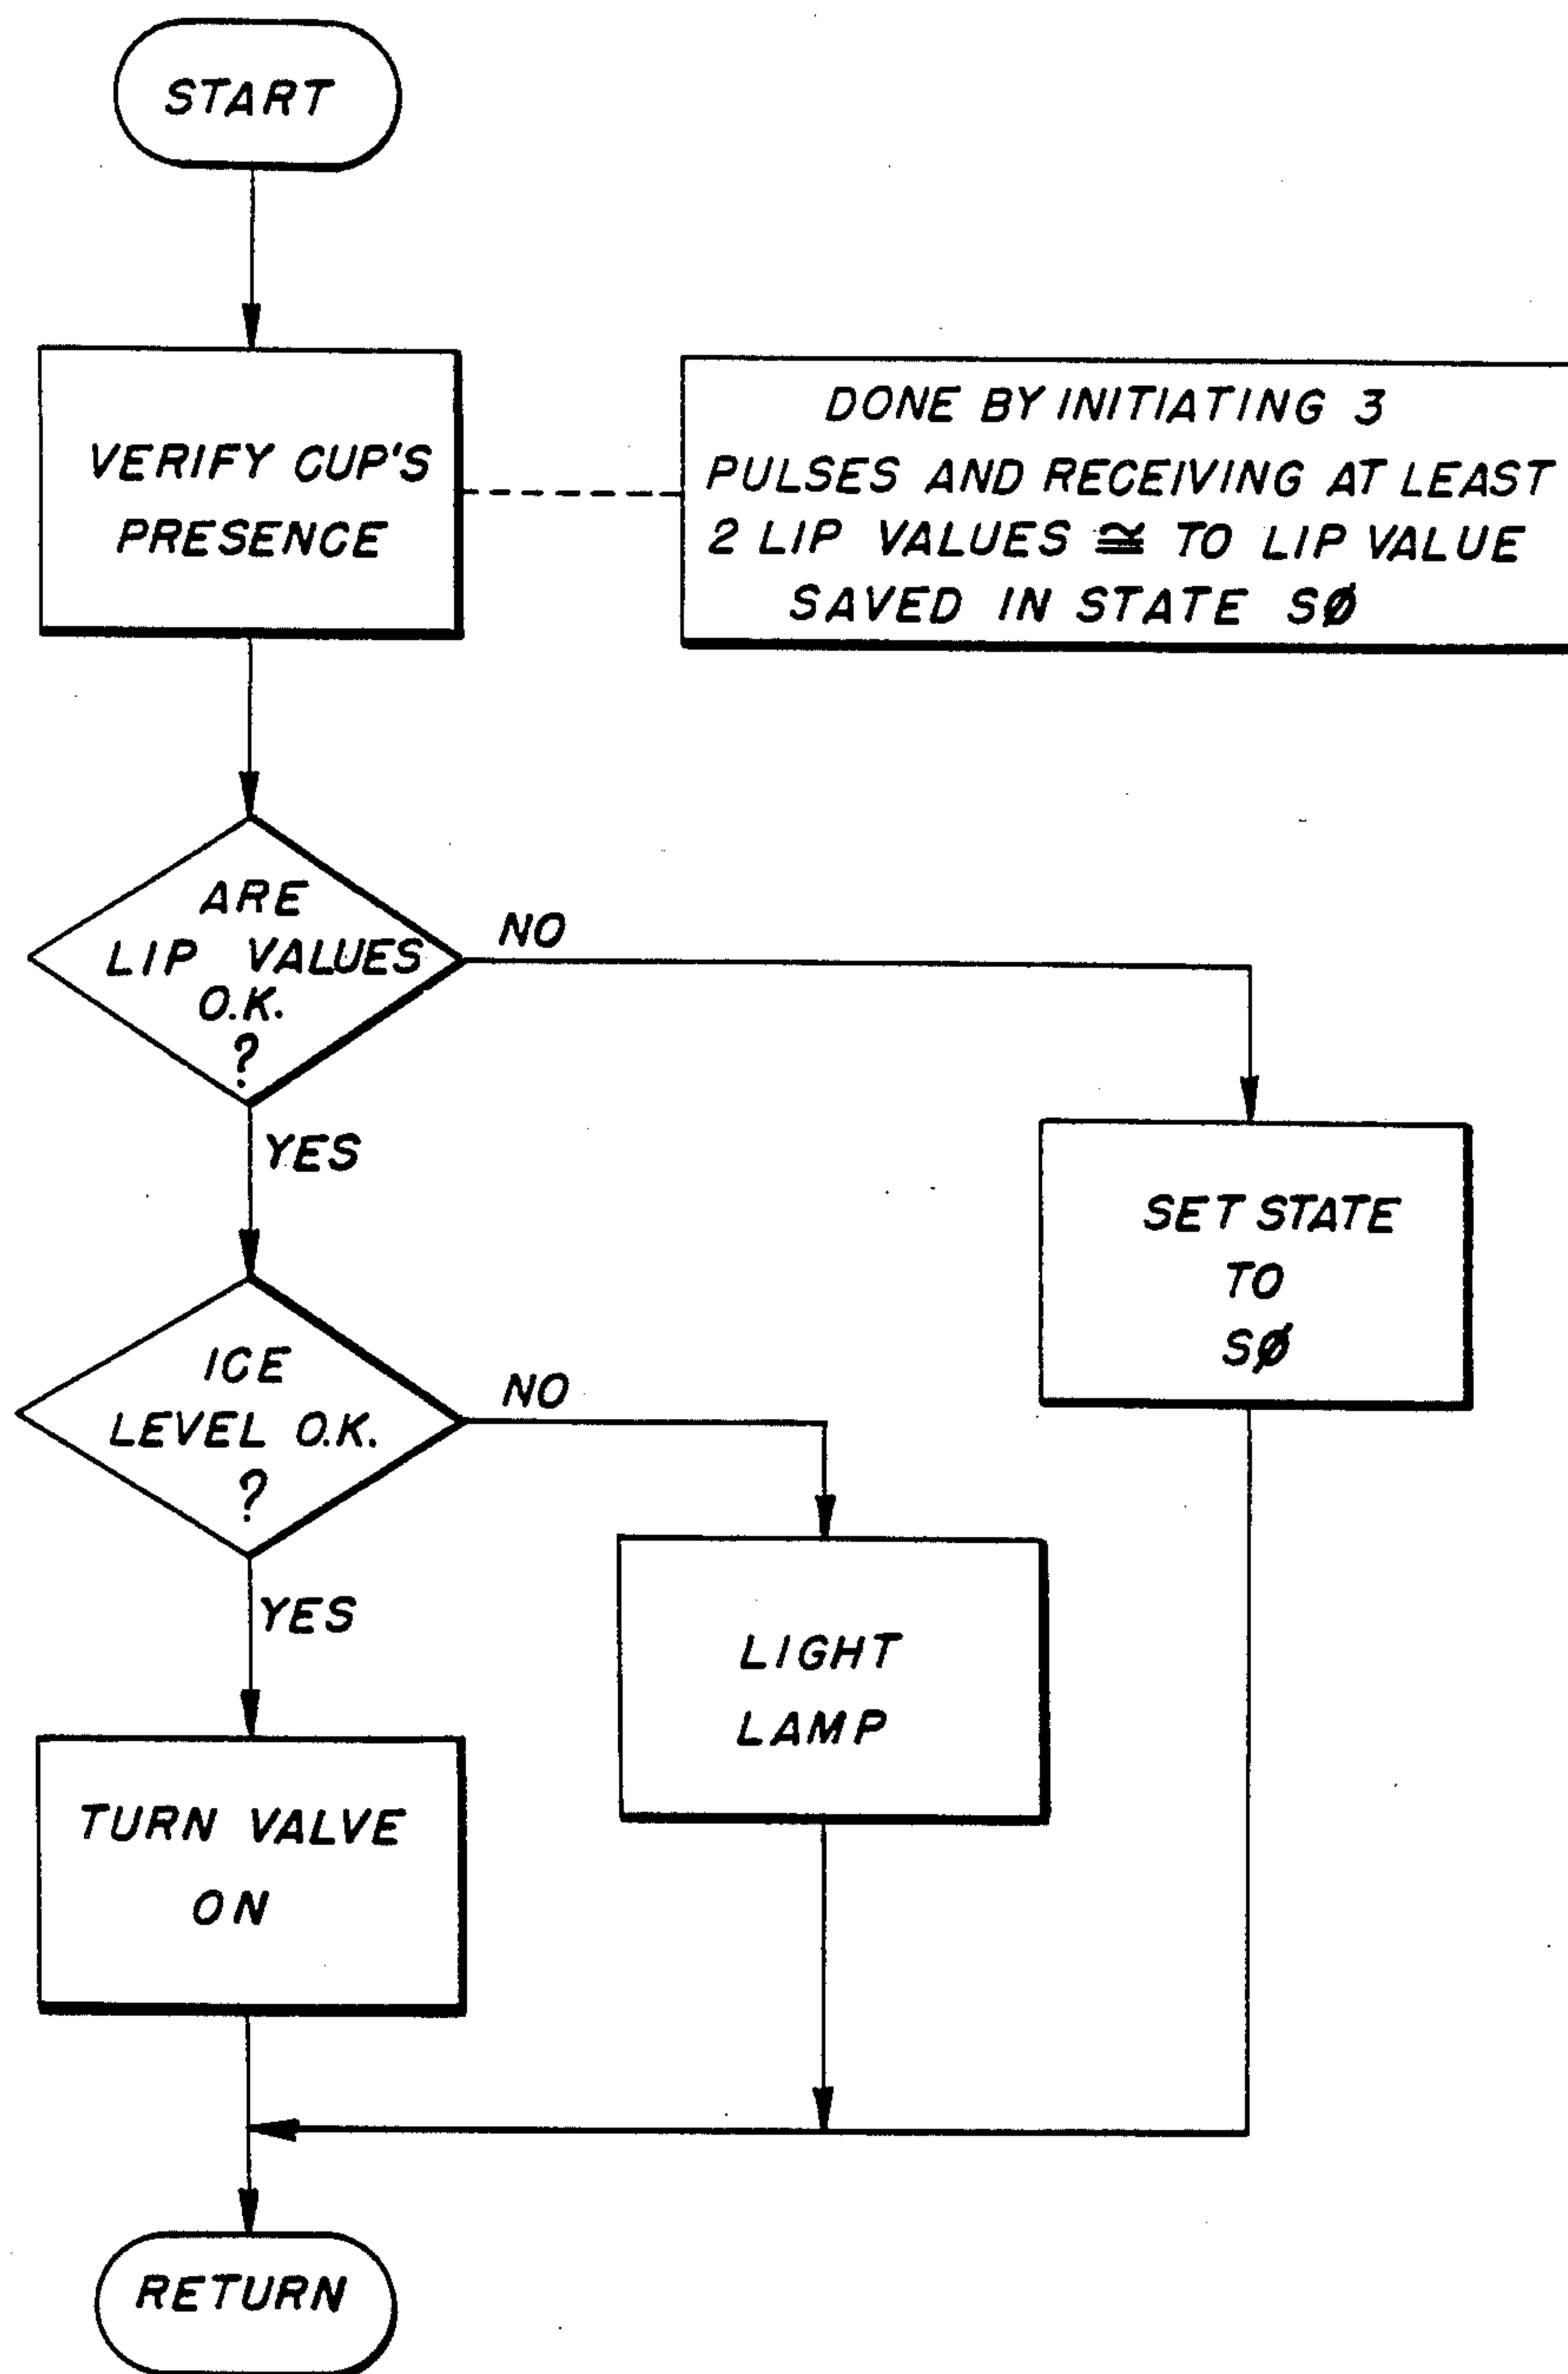 START
VERIFY CUP'S
PRESENCE
DONE BY INITIATING 3
PULSES AND RECEIVING AT LEAST
2 LIP VALUES ≅ TO LIP VALUE
SAVED IN STATE SØ
ARE
LIP VALUES
O.K.
?
NO
YES
SET STATE
TO
SØ
ICE
LEVEL O.K.
?
NO
YES
LIGHT
LAMP
TURN VALVE
ON
RETURN